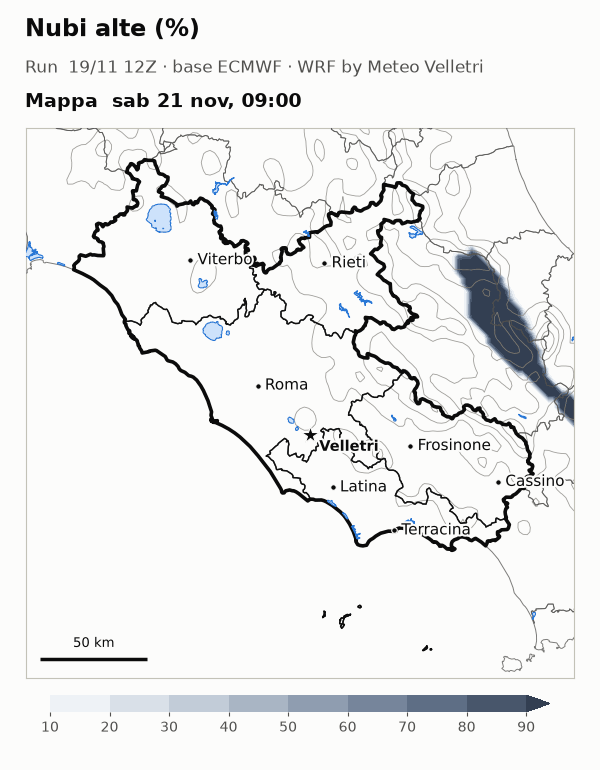 Nubi alte (%)
Run 19/11 12Z · base ECMWF · WRF by Meteo Velletri
Mappa sab 21 nov, 09:00
Viterbo
Rieti
Roma
Velletri
Frosinone
Latina
Cassino
Terracina
50 km
10 20 30 40 50 60 70 80 90